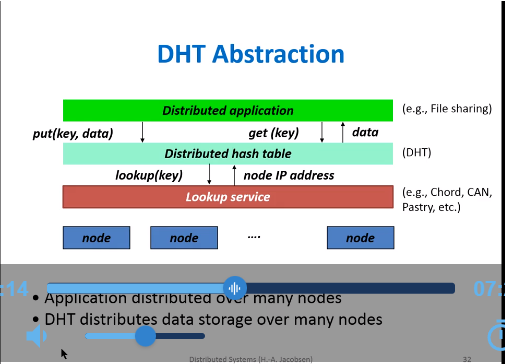 DHT Abstraction
Distributed application
(e.g., File sharing)
put(key, data)
get (key)
data
Distributed hash table
(DHT)
lookup(key)
node IP address
Lookup service
(e.g., Chord, CAN,
Pastry, etc.)
node
node
....
node
:14
07:
• Application distributed over many nodes
• DHT distributes data storage over many nodes
Distributed Systems (H.-A. Jacobsen)
32